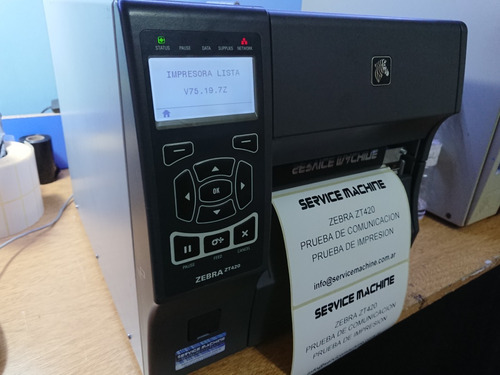 STATUS PAUSE DATA SUPPLIES NETWORK
IMPRESORA LISTA
V75.19.7Z
OK
PAUSE FEED CANCEL
ZEBRA ZT420
SERVICE MACHINE
SERVICE MACHINE
ZEBRA ZT420
PRUEBA DE COMUNICACION
PRUEBA DE IMPRESION
info@servicemachine.com.ar
SERVICE MACHINE
ZEBRA ZT420
PRUEBA DE COMUNICACION
PRUEBA DE IMPRESION